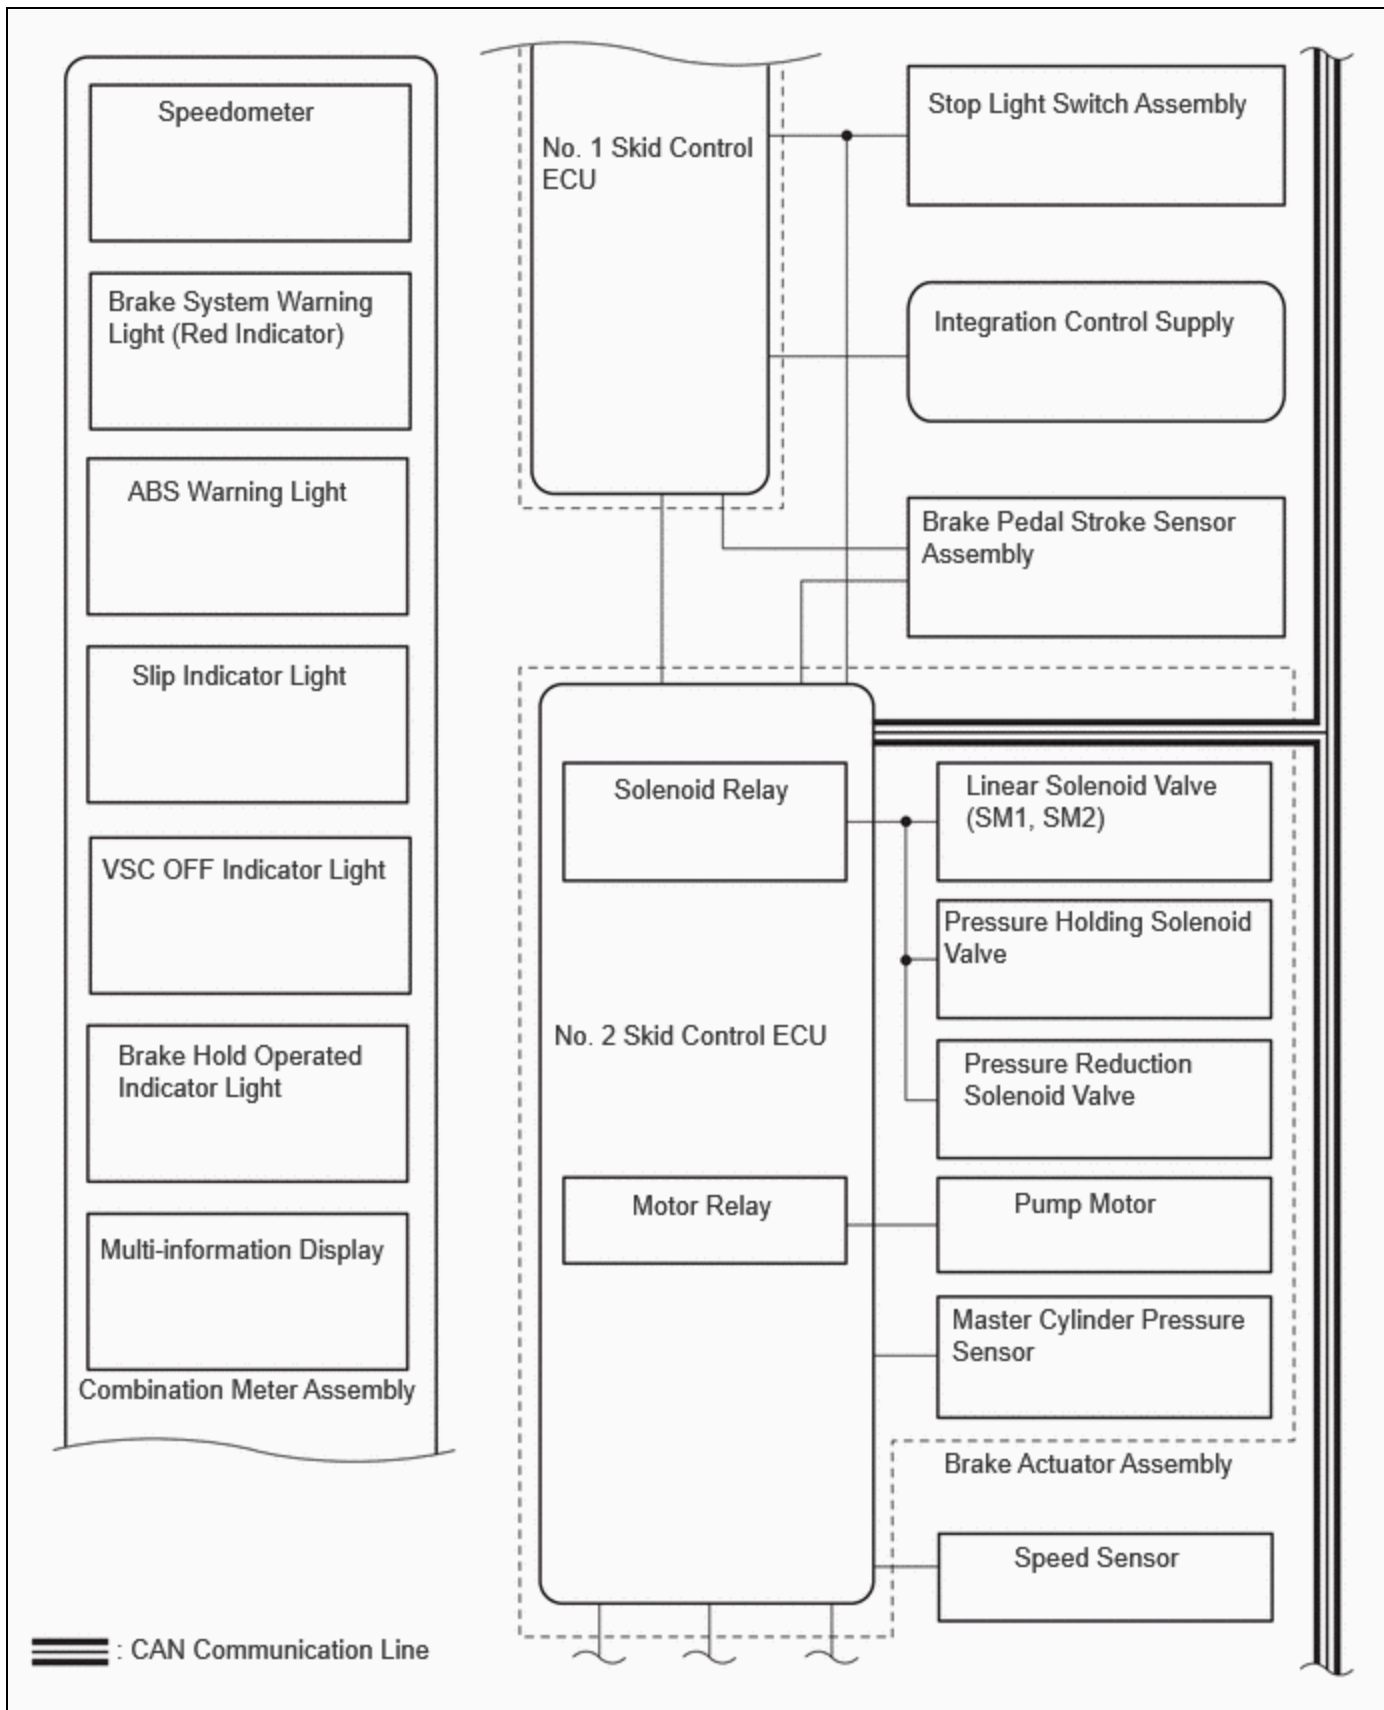 Speedometer
Brake System Warning
Light (Red Indicator)
ABS Warning Light
Slip Indicator Light
VSC OFF Indicator Light
Brake Hold Operated
Indicator Light
Multi-information Display
Combination Meter Assembly
No. 1 Skid Control
ECU
Stop Light Switch Assembly
Integration Control Supply
Brake Pedal Stroke Sensor
Assembly
Solenoid Relay
Linear Solenoid Valve
(SM1, SM2)
Pressure Holding Solenoid
Valve
No. 2 Skid Control ECU
Pressure Reduction
Solenoid Valve
Motor Relay
Pump Motor
Master Cylinder Pressure
Sensor
Brake Actuator Assembly
Speed Sensor
: CAN Communication Line